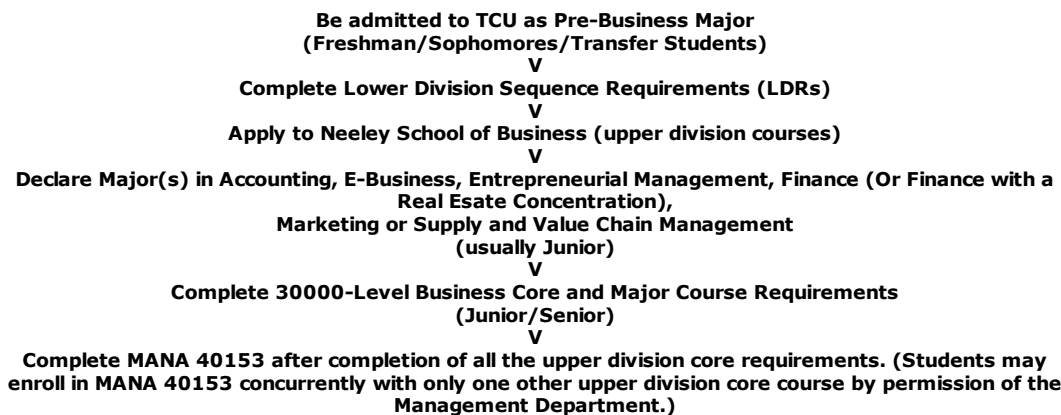 Be admitted to TCU as Pre-Business Major
(Freshman/Sophomores/Transfer Students)
V
Complete Lower Division Sequence Requirements (LDRs)
V
Apply to Neeley School of Business (upper division courses)
V
Declare Major(s) in Accounting, E-Business, Entrepreneurial Management, Finance (Or Finance with a
Real Esate Concentration),
Marketing or Supply and Value Chain Management
(usually Junior)
V
Complete 30000-Level Business Core and Major Course Requirements
(Junior/Senior)
V
Complete MANA 40153 after completion of all the upper division core requirements. (Students may
enroll in MANA 40153 concurrently with only one other upper division core course by permission of the
Management Department.)